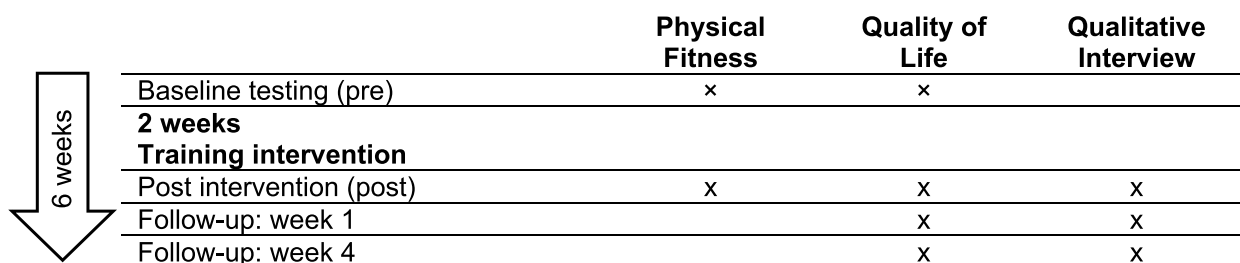 Physical Fitness Quality of Life Qualitative Interview
6 weeks
Baseline testing (pre) × ×
2 weeks
Training intervention
Post intervention (post) x x x
Follow-up: week 1 x x
Follow-up: week 4 x x